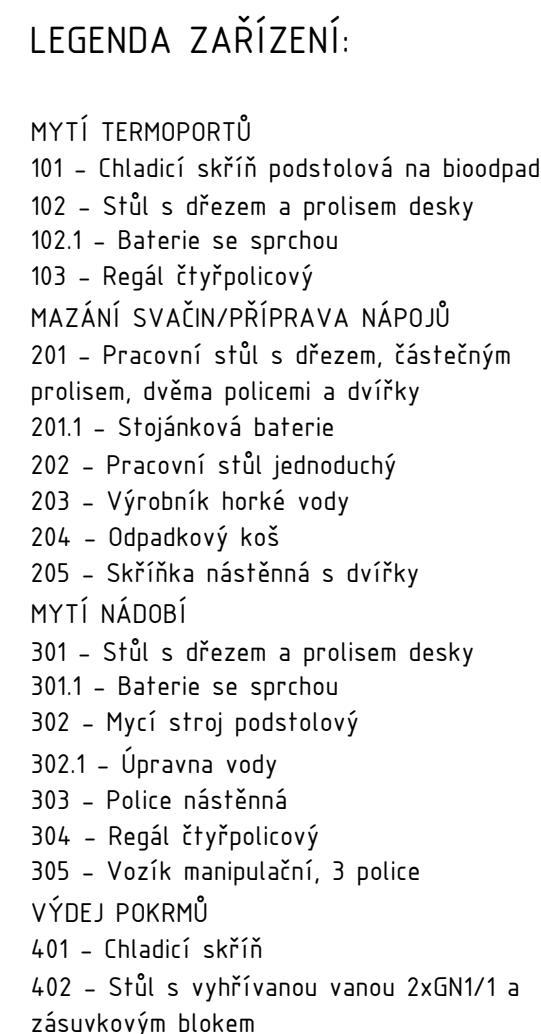 LEGENDA ZAŘÍZENÍ:
MYTÍ TERMOPORTŮ
101 - Chladicí skříň podstolová na bioodpad
102 - Stůl s dřezem a prolisem desky
102.1 - Baterie se sprchou
103 - Regál čtyřpolicový
MAZÁNÍ SVAČIN/PŘÍPRAVA NÁPOJŮ
201 - Pracovní stůl s dřezem, částečným
prolisem, dvěma policemi a dvířky
201.1 - Stojánková baterie
202 - Pracovní stůl jednoduchý
203 - Výrobník horké vody
204 - Odpadkový koš
205 - Skříňka nástěnná s dvířky
MYTÍ NÁDOBÍ
301 - Stůl s dřezem a prolisem desky
301.1 - Baterie se sprchou
302 - Mycí stroj podstolový
302.1 - Úpravna vody
303 - Police nástěnná
304 - Regál čtyřpolicový
305 - Vozík manipulační, 3 police
VÝDEJ POKRMŮ
401 - Chladicí skříň
402 - Stůl s vyhřívanou vanou 2xGN1/1 a
zásuvkovým blokem